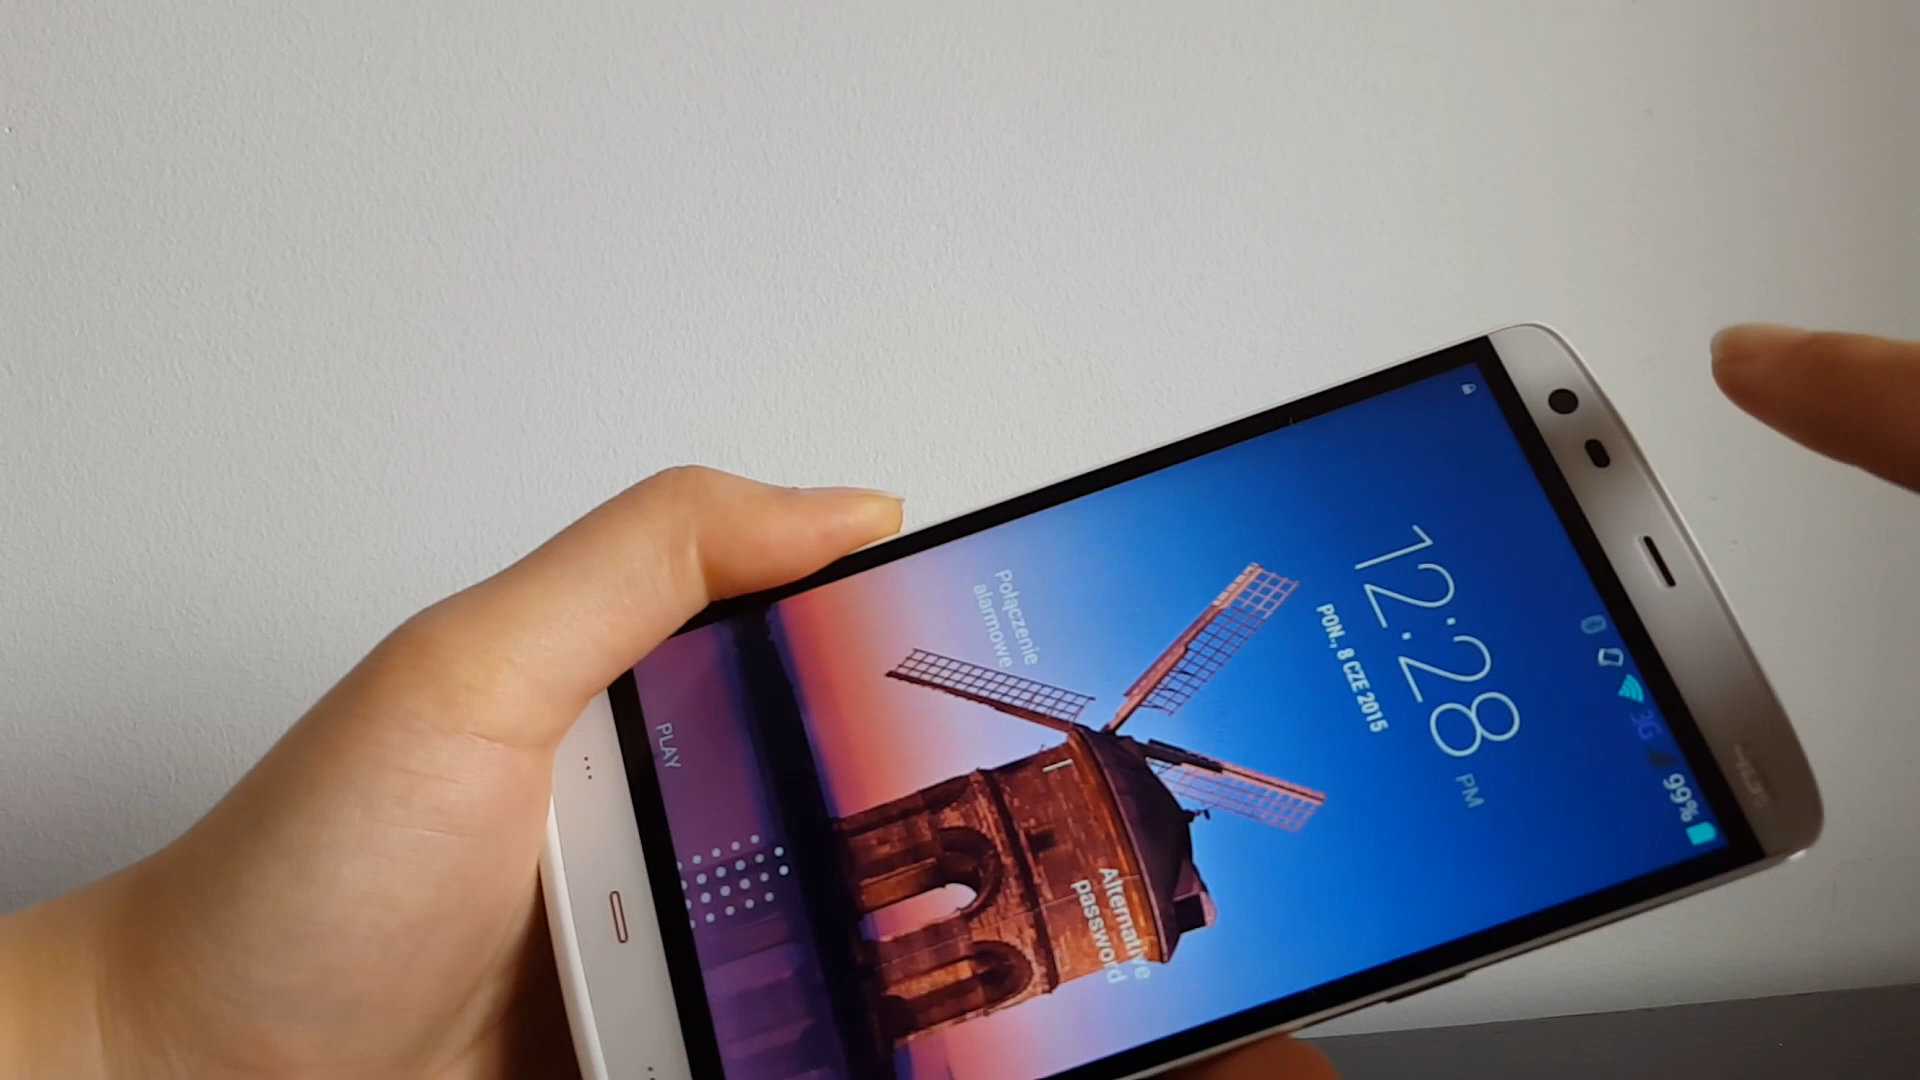 3G 99%
12:28 PM
PON., 8 CZE 2015
Połączenie
alarmowe
Alternative
password
PLAY